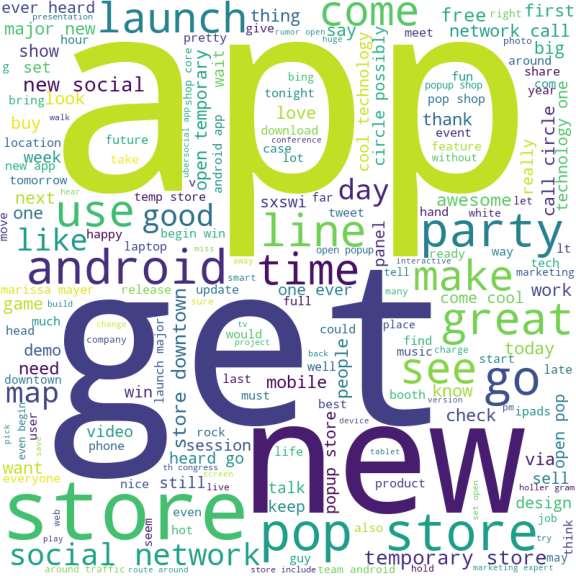 ever heard
presentation
launch
rumor open
huge
come
free
right
first
major new
hour
pretty
thing
give
say
meet
network call
photo
around
big
g
set
show
wait
bing
tonight
fun
popup shop
com
share
year
new social
bring
look
walk
app
open temporary
ubersocial app
shop core
love
download
conference
case
lot
circle possibly
cool technology
pop shop
thank
event
feature
without
really
call circle
technology one
buy
location
week
future
take
android app
new app
tomorrow
hear
next
temp store
v
sxswi
far
tweet
day
panel
hand
awesome
white
let
lt
move
one
use
good
begin win
line
party
way
tech
like
happy
laptop
miss
open popup
ready
interactive
marketing
android
time
away
smart
tell
make
come cool
work
marissa mayer
release
update
one ever
many
full
place
game
build
sure
get
great
much
change
company
tv
would
project
could
music
charge
find
start
today
head
demo
launch major
store downtown
back
well
people
see
go
late
downtown
need
win
last
mobile
booth
know
version
map
user
must
best
device
check
pm
ipads
pick
even begin
save
video
phone
rock
session
new
open pop
want
heard go
popup store
life
tablet
via
sell
holler gram
everyone
nice
still
th congress
screen
live
talk
keep
product
design
store
web
play
seem
hot
even
guy
also
pop store
set open
job
try
think
social network
hold
temporary store
may
around traffic
route around
store include
team android
marketing expert